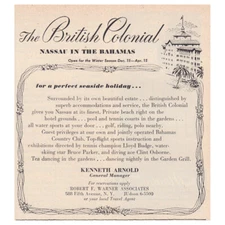 The British Colonial
NASSAU IN THE BAHAMAS
Open for the Winter Season Dec. 15—Apr. 15
for a perfect seaside holiday...
Surrounded by its own beautiful estate . . . distinguished by
superb accommodations and service, the British Colonial
gives you Nassau at its finest. Private beach right on the
hotel grounds . . . pool and tennis courts in the gardens . . .
all water sports at your door . . . golf, riding, polo nearby.
Guest privileges at our own and jointly operated Bahamas
Country Club. Topflight sports instruction and
exhibitions directed by tennis champion Lloyd Budge, water-
skiing star Bruce Parker, and diving ace Clint Osborne.
Tea dancing in the gardens . . . dancing nightly in the Garden Grill.
KENNETH ARNOLD
General Manager
For reservations apply
ROBERT F. WARNER ASSOCIATES
588 Fifth Avenue, N. Y.
or your local Travel Agent